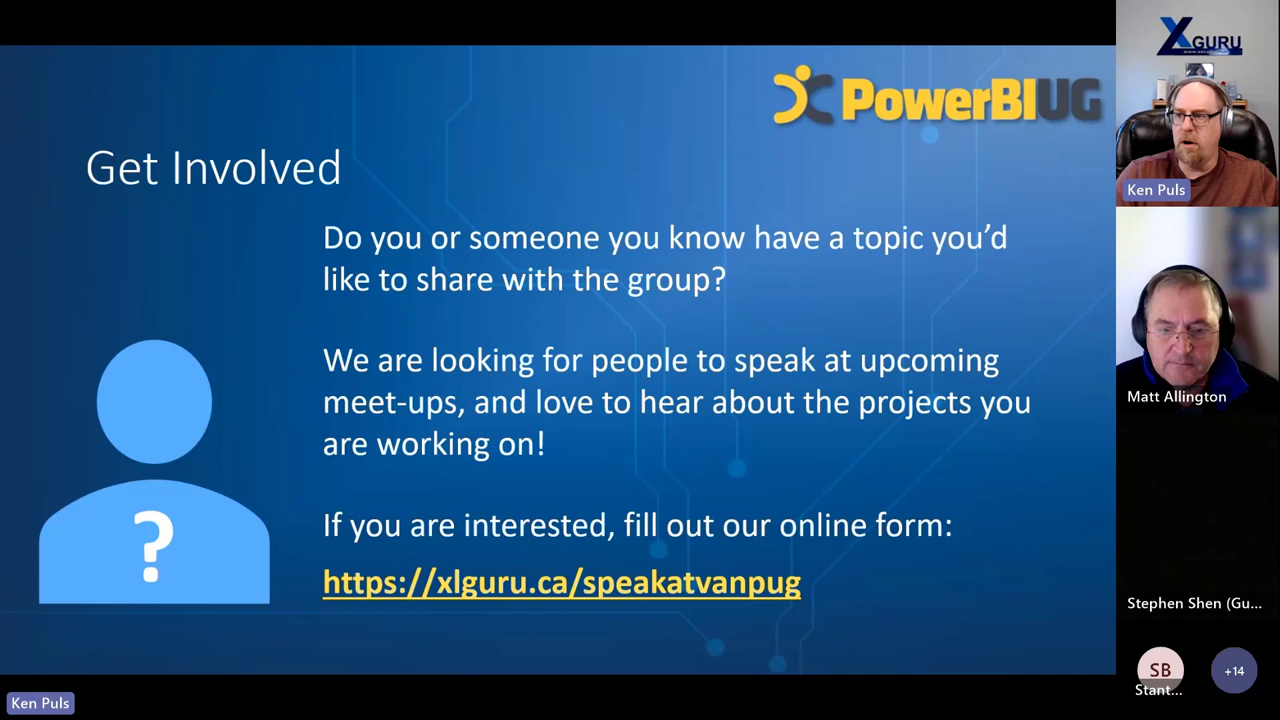 PowerBIUG
Get Involved
Do you or someone you know have a topic you’d
like to share with the group?
We are looking for people to speak at upcoming
meet-ups, and love to hear about the projects you
are working on!
?
If you are interested, fill out our online form:
https://xlguru.ca/speakatvanpug
Ken Puls
XLGURU
Ken Puls
Matt Allington
Stephen Shen (Gu...
SB
Stant...
+14